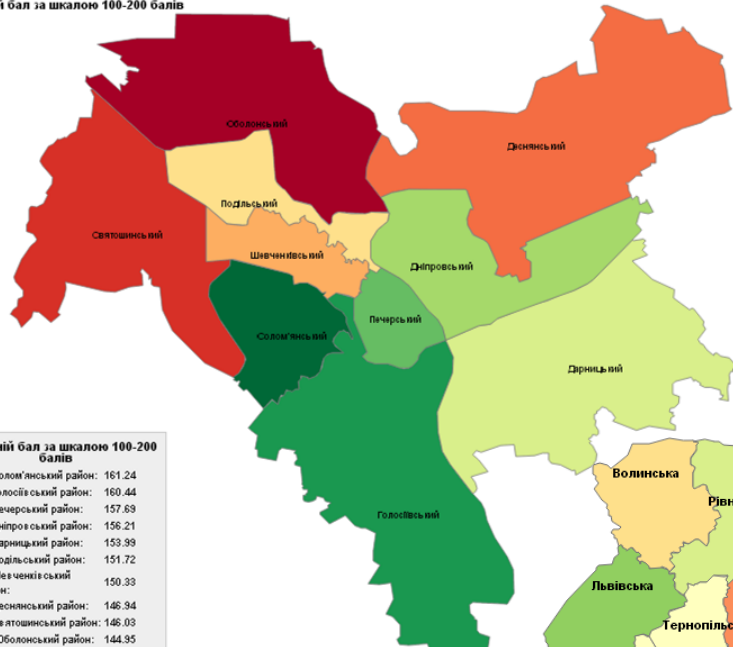 й бал за шкалою 100-200 балів
Оболонський
Деснянський
Подільський
Святошинський
Шевченківський
Дніпровський
Печерський
Солом'янський
Дарницький
Голосіївський
Волинська
Рівн
Львівська
Тернопільс
ній бал за шкалою 100-200
балів
олом'янський район: 161.24
олосіївський район: 160.44
ечерський район: 157.69
ніпровський район: 156.21
арницький район: 153.99
одільський район: 151.72
евченківський
н: 150.33
еснянський район: 146.94
вятошинський район: 146.03
Оболонський район: 144.95